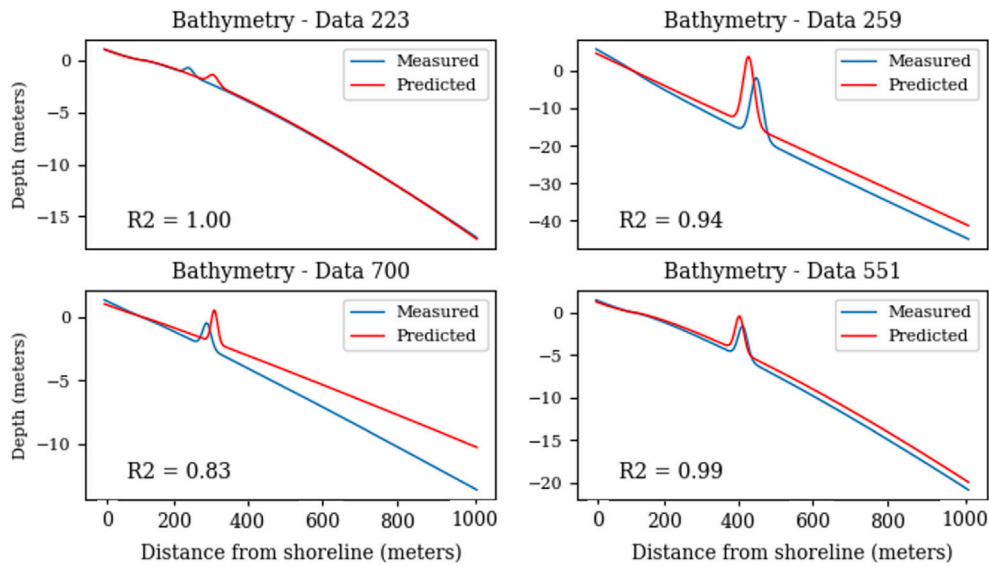 Bathymetry - Data 223
Depth (meters)
0
−5
−10
−15
Measured
Predicted
R2 = 1.00
Bathymetry - Data 259
0
−10
−20
−30
−40
Measured
Predicted
R2 = 0.94
Bathymetry - Data 700
Depth (meters)
0
−5
−10
Measured
Predicted
R2 = 0.83
0 200 400 600 800 1000
Distance from shoreline (meters)
Bathymetry - Data 551
0
−5
−10
−15
−20
Measured
Predicted
R2 = 0.99
0 200 400 600 800 1000
Distance from shoreline (meters)